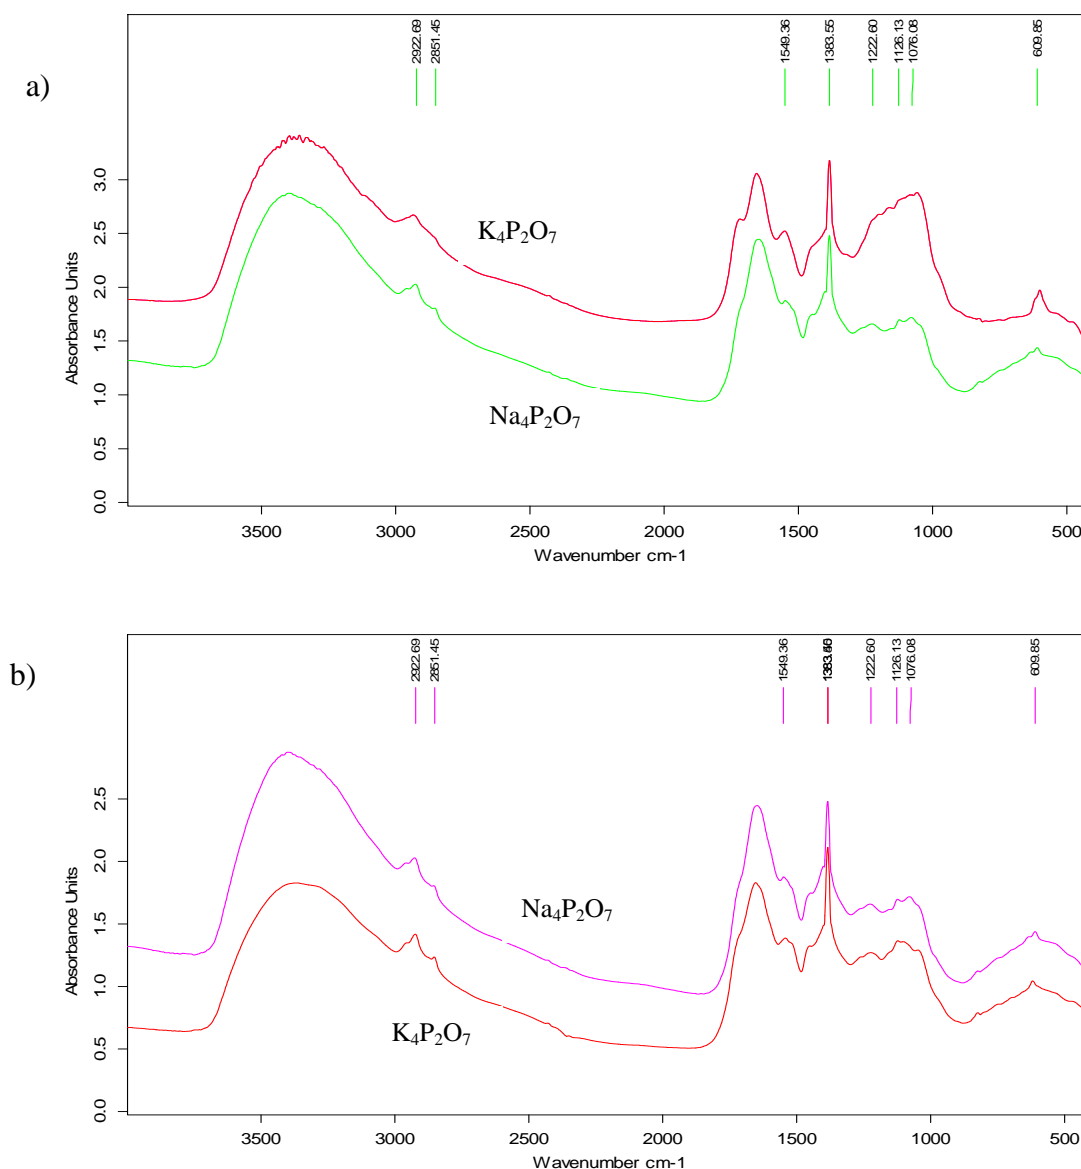 a)
2922.69 2851.45 1549.36 1383.55 1222.60 1126.13 1076.08 609.85
3.0
K₄P₂O₇
2.5
2.0
Absorbance Units
1.5
1.0
Na₄P₂O₇
0.5
0.0
3500 3000 2500 2000 1500 1000 500
Wavenumber cm-1
b)
2922.69 2851.45 1549.36 1222.60 1126.13 1076.08 609.85
2.5
2.0
Na₄P₂O₇
Absorbance Units
1.5
1.0
K₄P₂O₇
0.5
0.0
3500 3000 2500 2000 1500 1000 500
Wavenumber cm-1